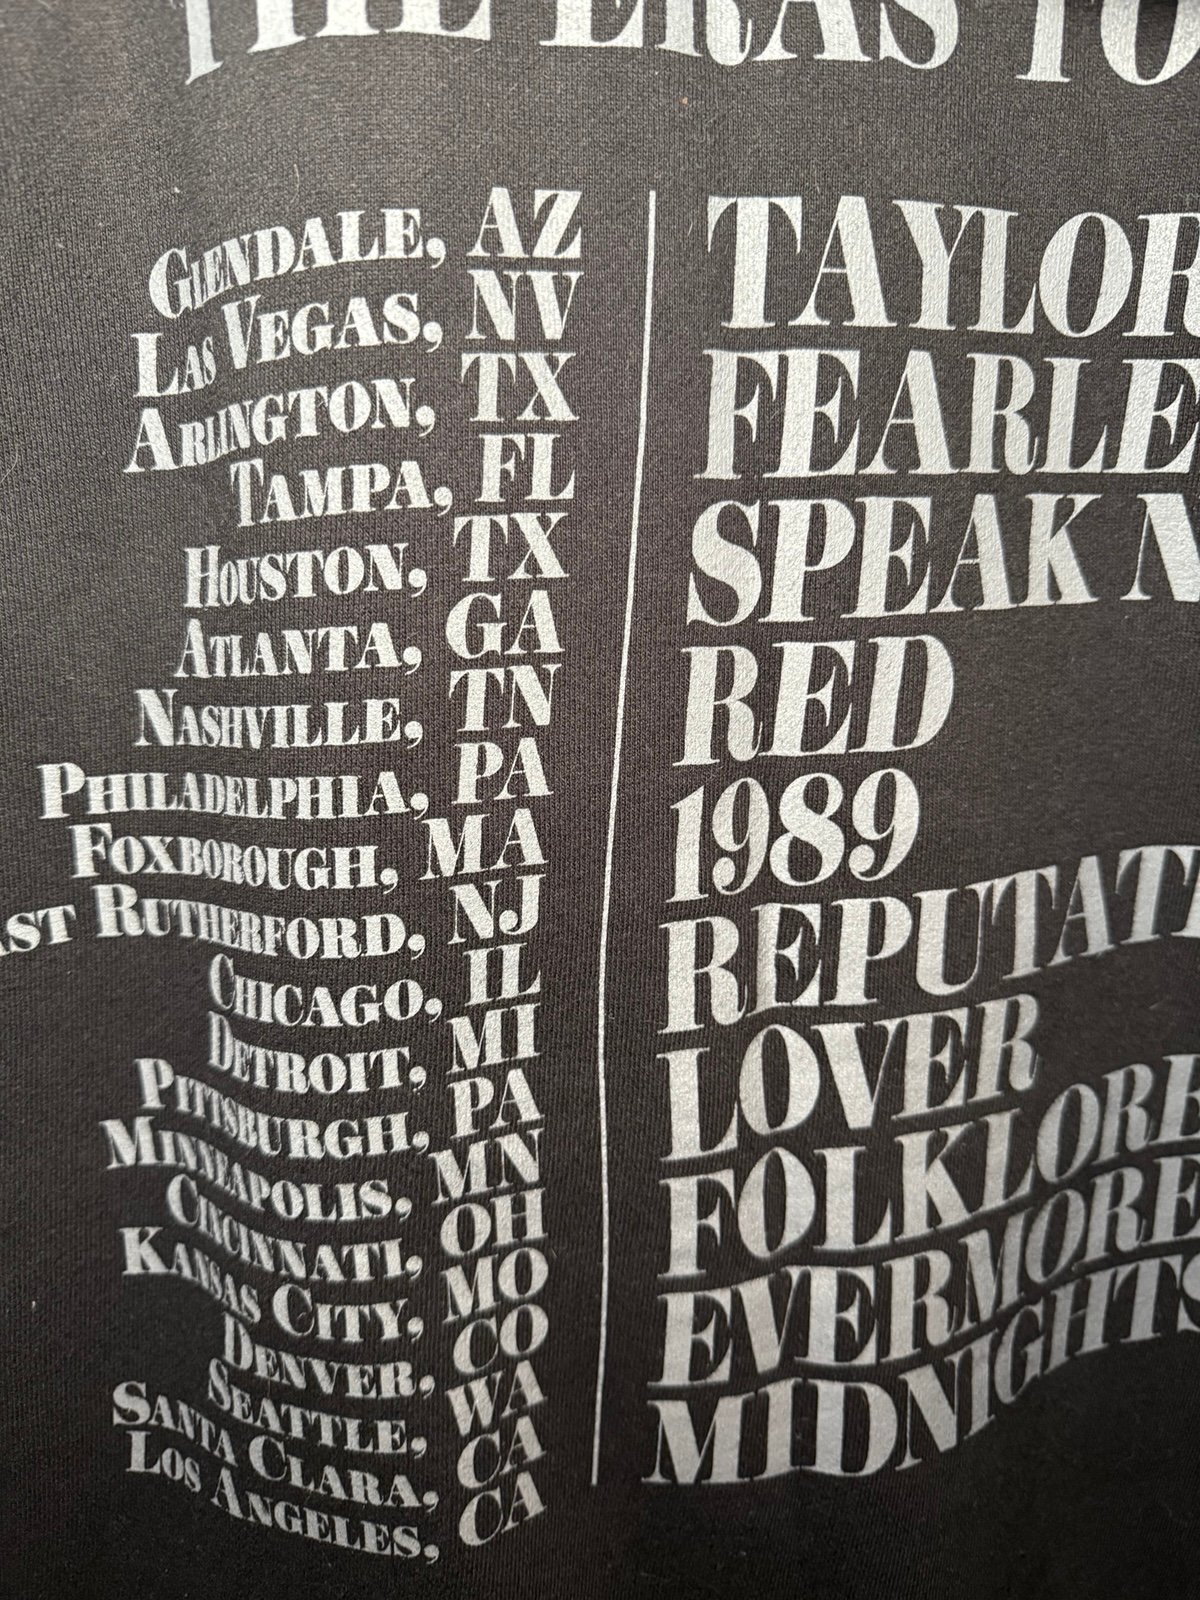 THE ERAS TO
GLENDALE, AZ
LAS VEGAS, NV
ARLINGTON, TX
TAMPA, FL
HOUSTON, TX
ATLANTA, GA
NASHVILLE, TN
PHILADELPHIA, PA
FOXBOROUGH, MA
AST RUTHERFORD, NJ
CHICAGO, IL
DETROIT, MI
PITTSBURGH, PA
MINNEAPOLIS, MN
CINCINNATI, OH
KANSAS CITY, MO
DENVER, CO
SEATTLE, WA
SANTA CLARA, CA
LOS ANGELES, CA
TAYLOR
FEARLE
SPEAK N
RED
1989
REPUTATI
LOVER
FOLKLORE
EVERMORE
MIDNIGHTS